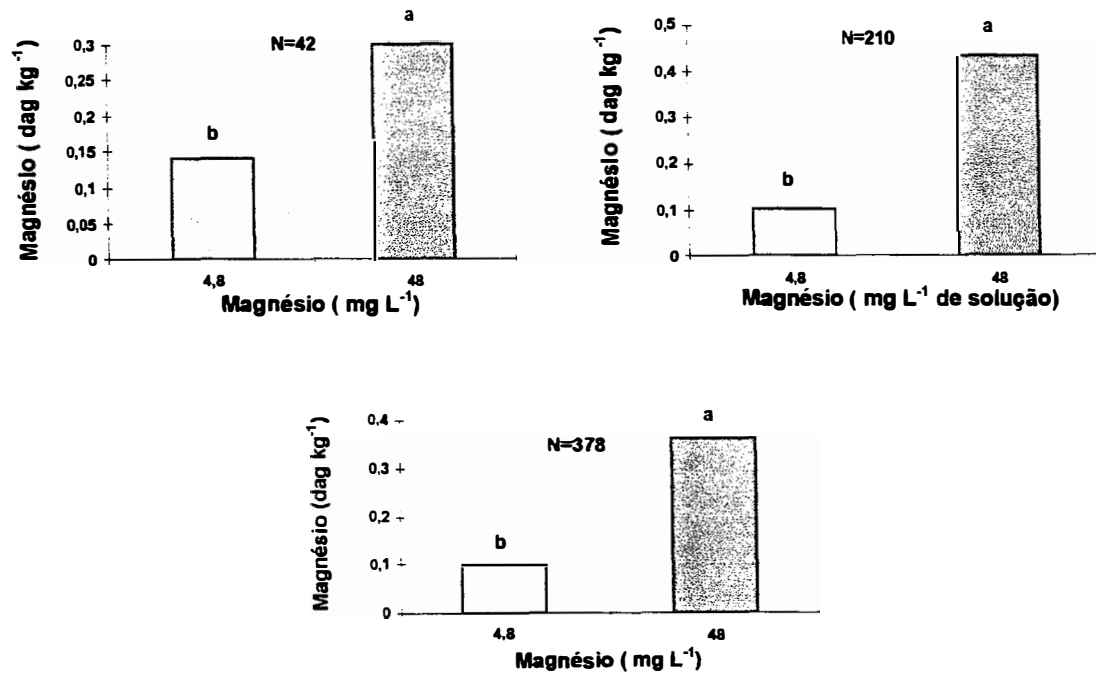 Magnésio ( dag kg⁻¹)
0,3
0,25
0,2
0,15
0,1
0,05
0
N=42
a
b
4,8
48
Magnésio ( mg L⁻¹)
Magnésio ( dag kg⁻¹)
0,5
0,4
0,3
0,2
0,1
0
N=210
a
b
4,8
48
Magnésio ( mg L⁻¹ de solução)
Magnésio (dag kg⁻¹)
0,4
0,3
0,2
0,1
0
N=378
a
b
4,8
48
Magnésio ( mg L⁻¹)